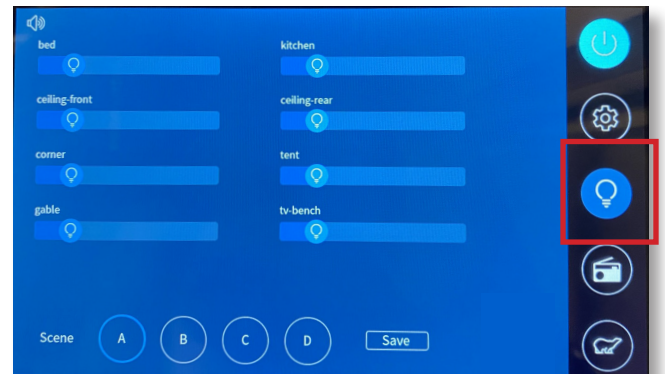 bed kitchen
ceiling-front ceiling-rear
corner tent
gable tv-bench
Scene A B C D Save